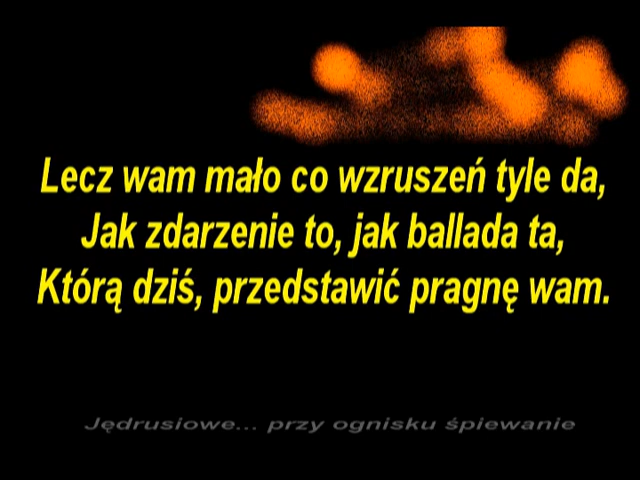 Lecz wam mało co wzruszeń tyle da,
Jak zdarzenie to, jak ballada ta,
Którą dziś, przedstawić pragnę wam.
Jędrusiowe... przy ognisku śpiewanie